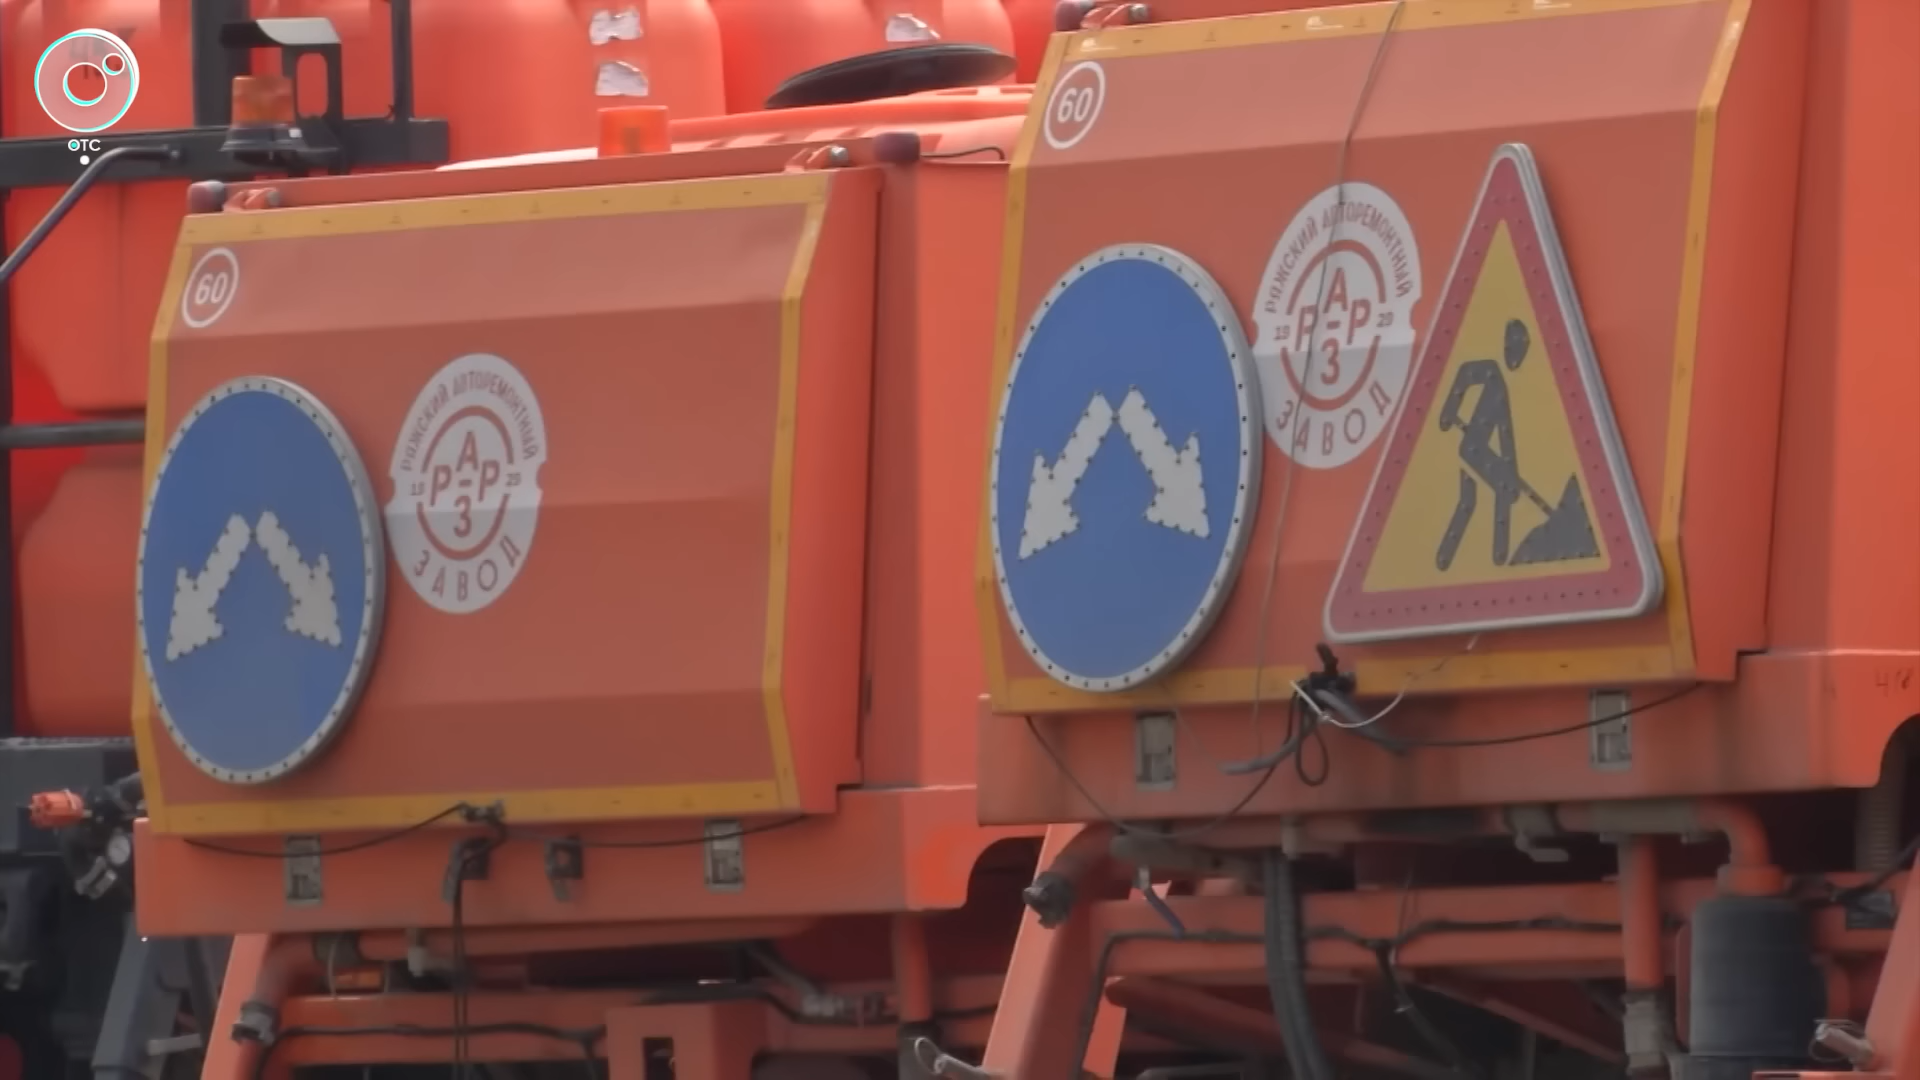 ОТС
60
РЯЖСКИЙ АВТОРЕМОНТНЫЙ
А
Р-Р
З
19 29
ЗАВОД
60
РЯЖСКИЙ АВТОРЕМОНТНЫЙ
А
Р-Р
З
19 29
ЗАВОД